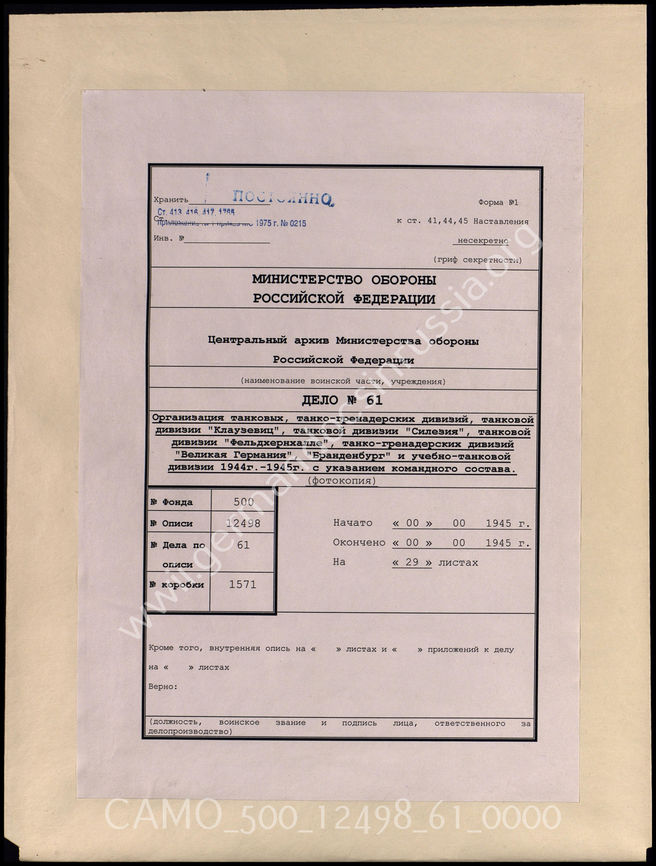 Хранить ПОСТОЯННО
Форма №1
Ст. 413, 416, 417, 1766
1975 г. № 0215
к ст. 41,44,45 Наставления
Инв. №
несекретно
(гриф секретности)
МИНИСТЕРСТВО ОБОРОНЫ
РОССИЙСКОЙ ФЕДЕРАЦИИ
Центральный архив Министерства обороны
Российской Федерации
(наименование воинской части, учреждения)
ДЕЛО № 61
Организация танковых, танко-гренадерских дивизий, танковой
дивизии "Клаузевиц", танковой дивизии "Силезия", танковой
дивизии "Фельдхернхалле", танко-гренадерских дивизий
"Великая Германия", "Бранденбург" и учебно-танковой
дивизии 1944г.-1945г. с указанием командного состава.
(фотокопия)
№ Фонда 500
№ Описи 12498
№ Дела по описи 61
№ коробки 1571
Начато « 00 » 00 1945 г.
Окончено « 00 » 00 1945 г.
На « 29 » листах
Кроме того, внутренняя опись на « » листах и « » приложений к делу
на « » листах
Верно:
(должность, воинское звание и подпись лица, ответственного за
делопроизводство)
www.germandocsinrussia.org
CAMO_500_12498_61_0000